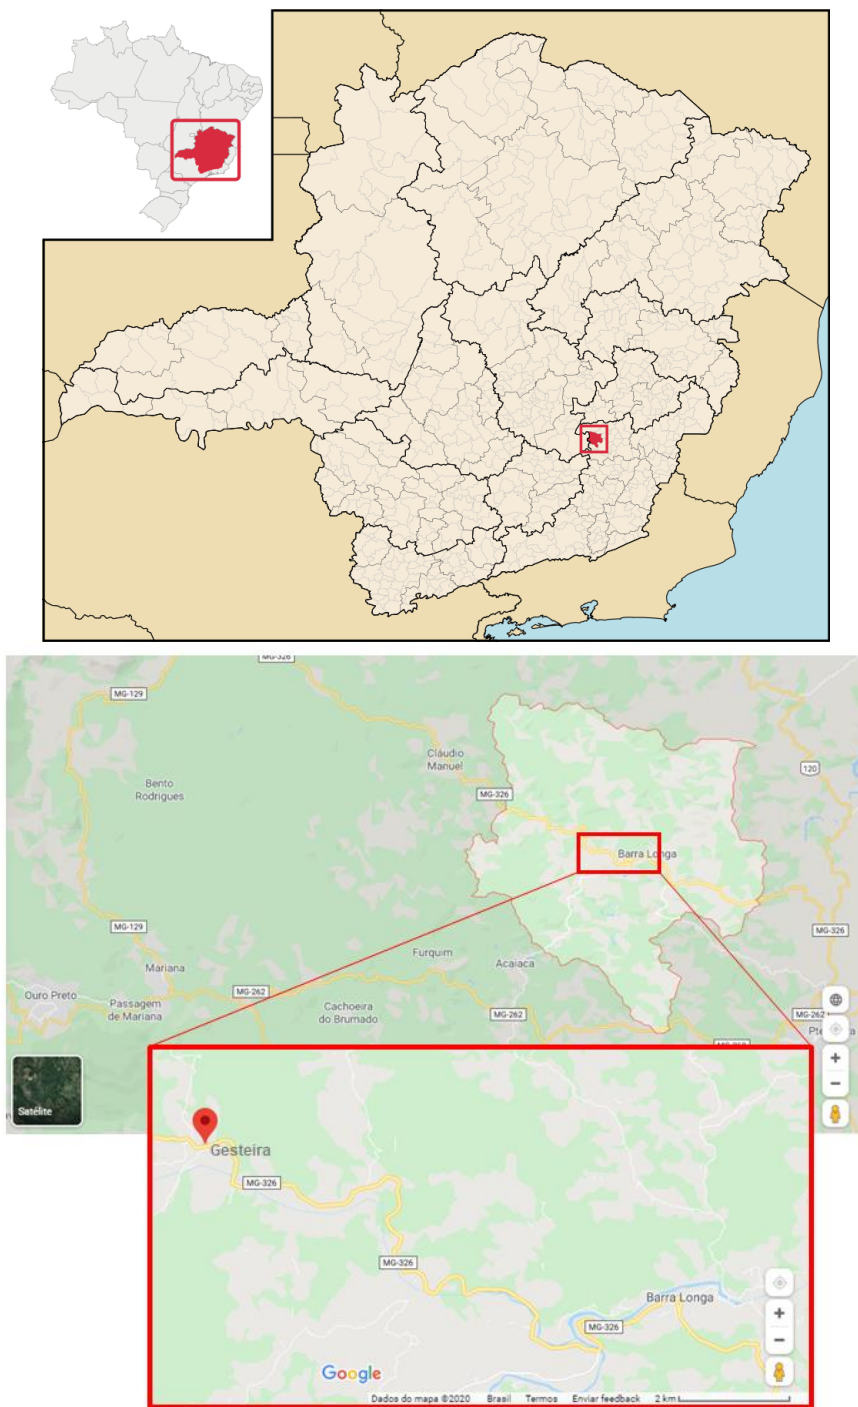 MG-326
MG-129
Cláudio
Manuel
Bento
Rodrigues
120
MG-326
Barra Longa
MG-129
MG-326
Furquim
Acaiaca
Mariana
MG-262
Ouro Preto
Passagem
de Mariana
Cachoeira
do Brumado
MG-262
MG-262
Satélite
Gesteira
MG-326
MG-326
Barra Longa
MG-326
Google
Dados do mapa ©2020 Brasil Termos Enviar feedback 2 km